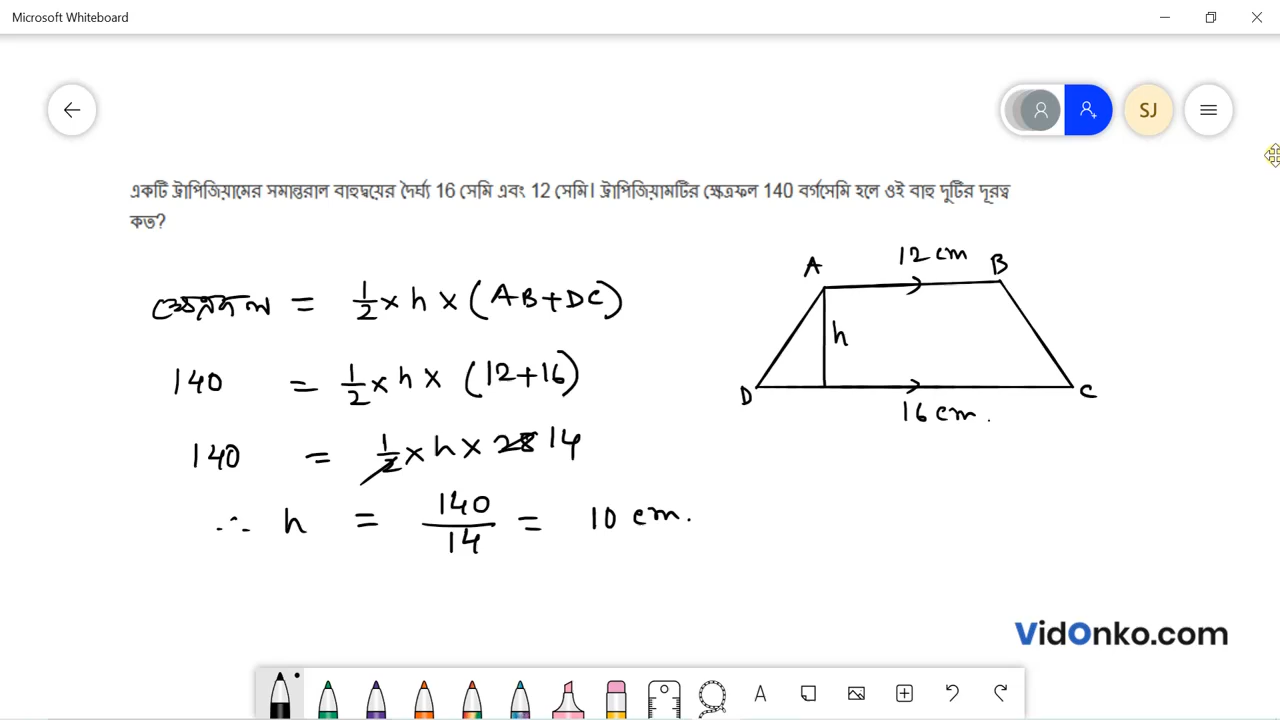 Microsoft Whiteboard
SJ
একটি ট্রাপিজিয়ামের সমান্তরাল বাহুদ্বয়ের দৈর্ঘ্য 16 সেমি এবং 12 সেমি। ট্রাপিজিয়ামটির ক্ষেত্রফল 140 বর্গসেমি হলে ওই বাহু দুটির দূরত্ব
কত?
ক্ষেত্রফল = 1/2 × h × (AB+DC)
140 = 1/2 × h × (12+16)
140 = 1/2 × h × 28 14
∴ h = 140/14 = 10 cm.
A 12 cm B
h
D C
16 cm.
VidOnko.com
A